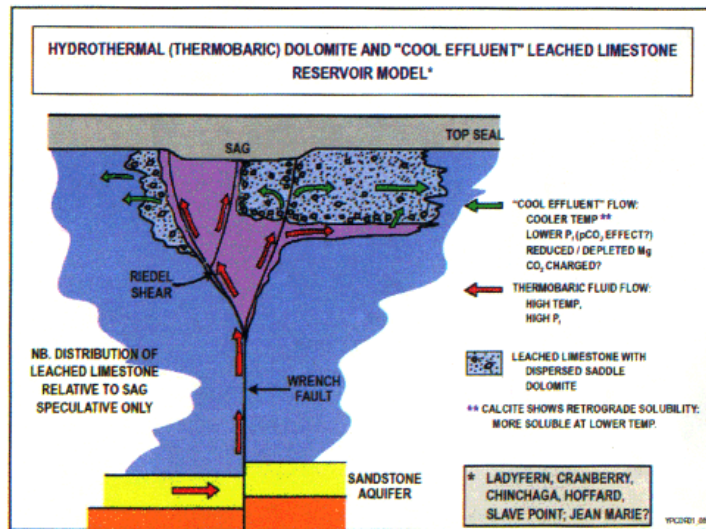 HYDROTHERMAL (THERMOBARIC) DOLOMITE AND "COOL EFFLUENT" LEACHED LIMESTONE
RESERVOIR MODEL*
TOP SEAL
SAG
"COOL EFFLUENT" FLOW:
COOLER TEMP **
LOWER Pf (pCO2 EFFECT?)
REDUCED / DEPLETED Mg
CO2 CHARGED?
THERMOBARIC FLUID FLOW:
HIGH TEMP,
HIGH Pf
RIEDEL
SHEAR
NB. DISTRIBUTION OF
LEACHED LIMESTONE
RELATIVE TO SAG
SPECULATIVE ONLY
WRENCH
FAULT
LEACHED LIMESTONE WITH
DISPERSED SADDLE
DOLOMITE
** CALCITE SHOWS RETROGRADE SOLUBILITY:
MORE SOLUBLE AT LOWER TEMP.
SANDSTONE
AQUIFER
* LADYFERN, CRANBERRY,
CHINCHAGA, HOFFARD,
SLAVE POINT; JEAN MARIE?